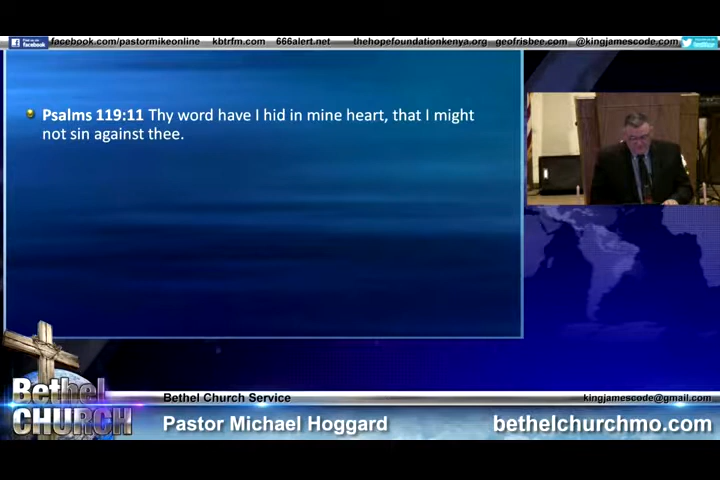 facebook.com/pastormikeonline kbtrfm.com 666alert.net thehopefoundationkenya.org geofrisbee.com @kingjamescode.com
Psalms 119:11 Thy word have I hid in mine heart, that I might
not sin against thee.
Bethel
CHURCH
Bethel Church Service
kingjamescode@gmail.com
Pastor Michael Hoggard
bethelchurchmo.com